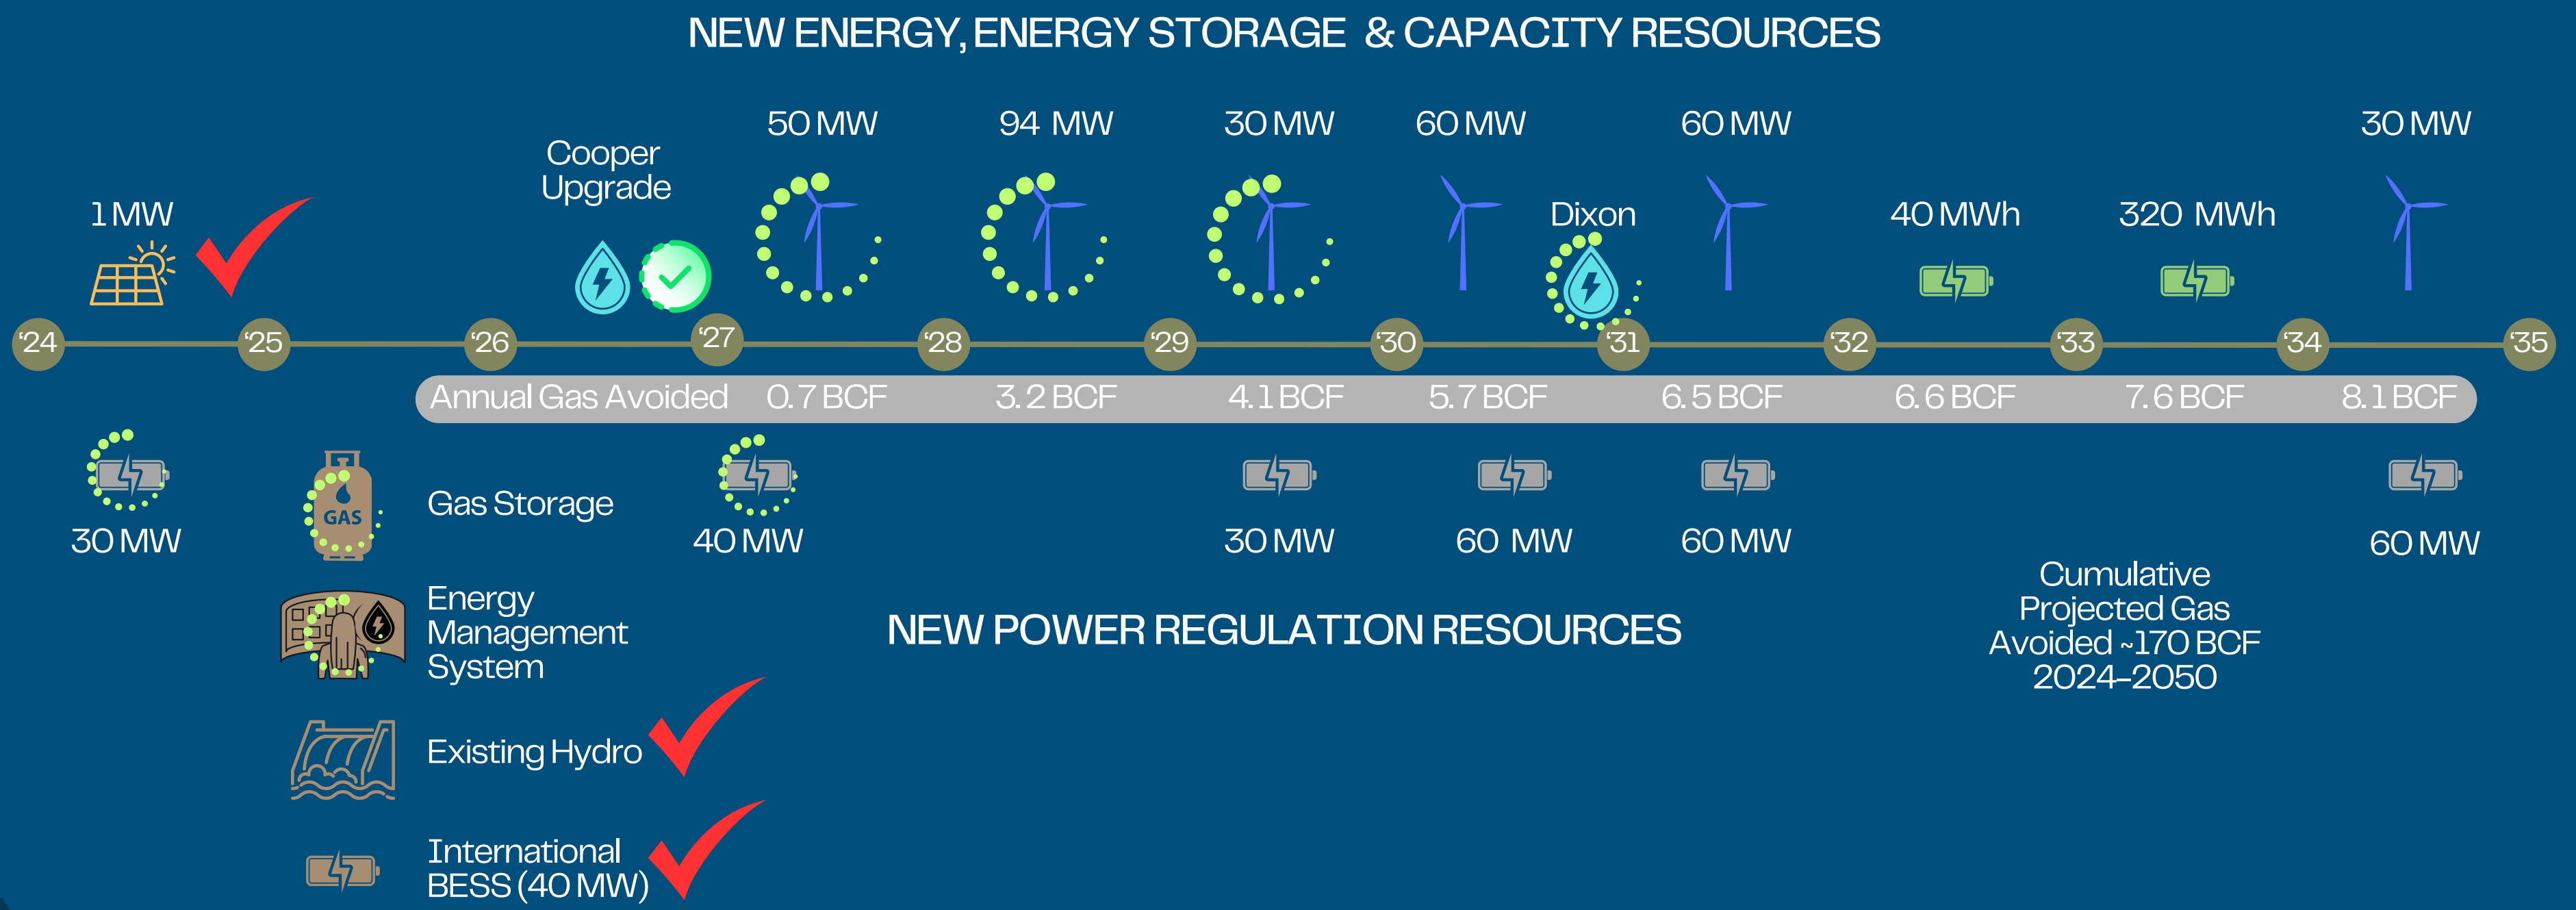 NEW ENERGY, ENERGY STORAGE & CAPACITY RESOURCES
50 MW
94 MW
30 MW
60 MW
60 MW
30 MW
Cooper
Upgrade
1 MW
Dixon
40 MWh
320 MWh
‘24
‘25
‘26
‘27
‘28
‘29
‘30
‘31
‘32
‘33
‘34
‘35
Annual Gas Avoided 0.7 BCF 3.2 BCF 4.1 BCF 5.7 BCF 6.5 BCF 6.6 BCF 7.6 BCF 8.1 BCF
30 MW
GAS
Gas Storage
40 MW
30 MW
60 MW
60 MW
60 MW
Energy
Management
System
NEW POWER REGULATION RESOURCES
Cumulative
Projected Gas
Avoided ~170 BCF
2024-2050
Existing Hydro
International
BESS (40 MW)